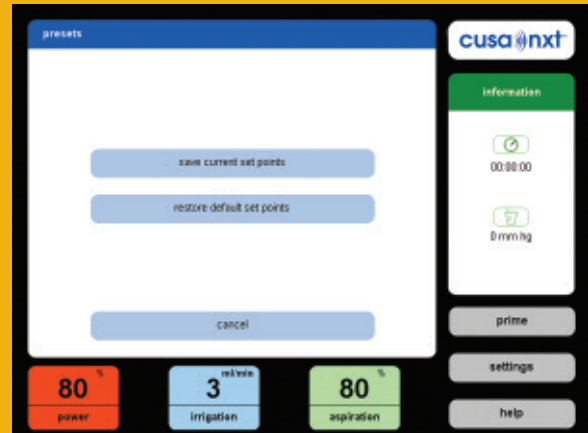 presets
cusa nxt
information
00:00:00
0 mm hg
save current set points
restore default set points
cancel
prime
settings
help
80 %
power
3 ml/min
irrigation
80 %
aspiration